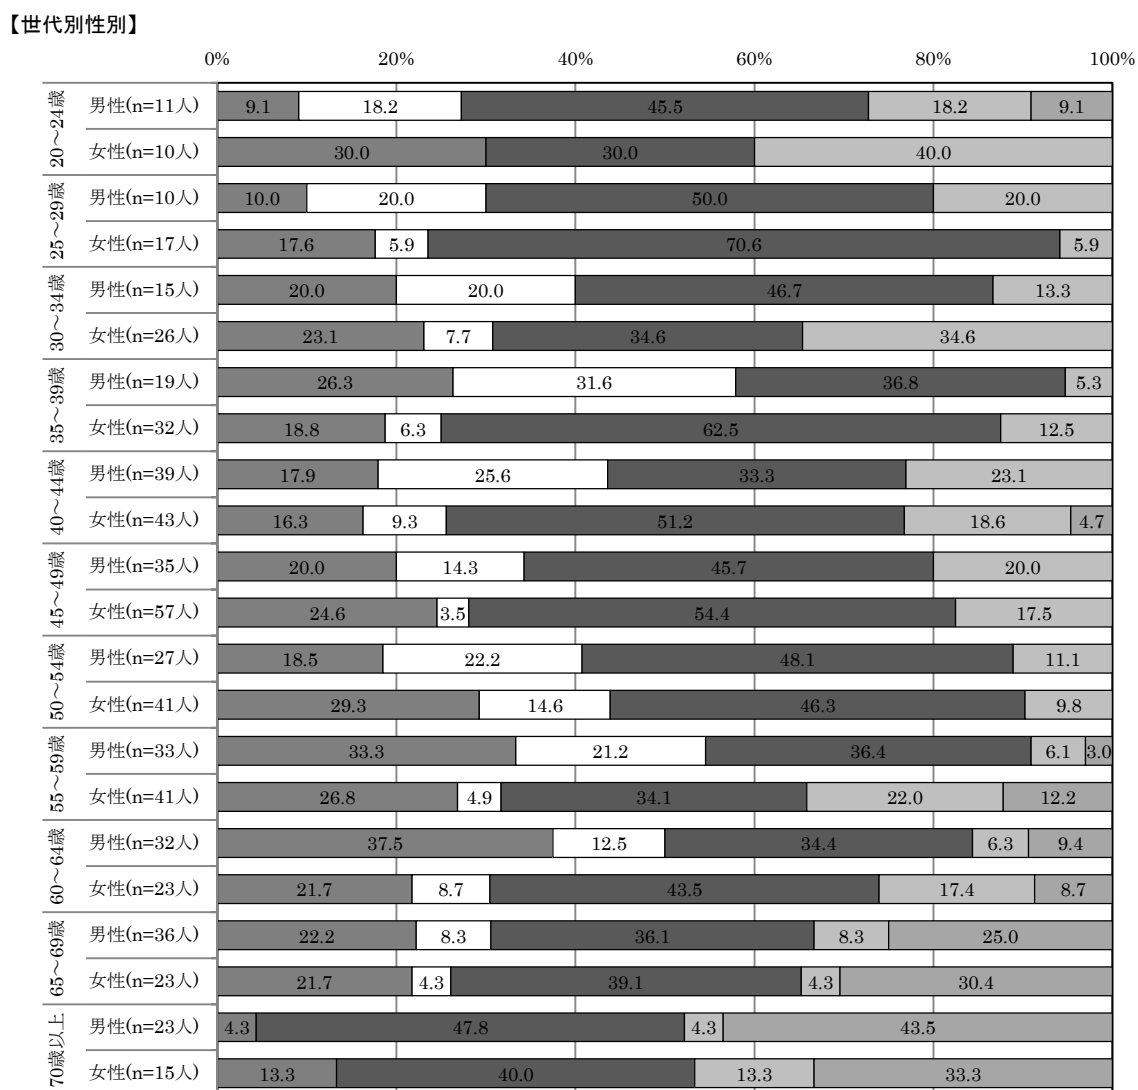 【世代別性別】
0% 20% 40% 60% 80% 100%
20～24歳
男性(n=11人) 9.1 18.2 45.5 18.2 9.1
女性(n=10人) 30.0 30.0 40.0
25～29歳
男性(n=10人) 10.0 20.0 50.0 20.0
女性(n=17人) 17.6 5.9 70.6 5.9
30～34歳
男性(n=15人) 20.0 20.0 46.7 13.3
女性(n=26人) 23.1 7.7 34.6 34.6
35～39歳
男性(n=19人) 26.3 31.6 36.8 5.3
女性(n=32人) 18.8 6.3 62.5 12.5
40～44歳
男性(n=39人) 17.9 25.6 33.3 23.1
女性(n=43人) 16.3 9.3 51.2 18.6 4.7
45～49歳
男性(n=35人) 20.0 14.3 45.7 20.0
女性(n=57人) 24.6 3.5 54.4 17.5
50～54歳
男性(n=27人) 18.5 22.2 48.1 11.1
女性(n=41人) 29.3 14.6 46.3 9.8
55～59歳
男性(n=33人) 33.3 21.2 36.4 6.1 3.0
女性(n=41人) 26.8 4.9 34.1 22.0 12.2
60～64歳
男性(n=32人) 37.5 12.5 34.4 6.3 9.4
女性(n=23人) 21.7 8.7 43.5 17.4 8.7
65～69歳
男性(n=36人) 22.2 8.3 36.1 8.3 25.0
女性(n=23人) 21.7 4.3 39.1 4.3 30.4
70歳以上
男性(n=23人) 4.3 47.8 4.3 43.5
女性(n=15人) 13.3 40.0 13.3 33.3